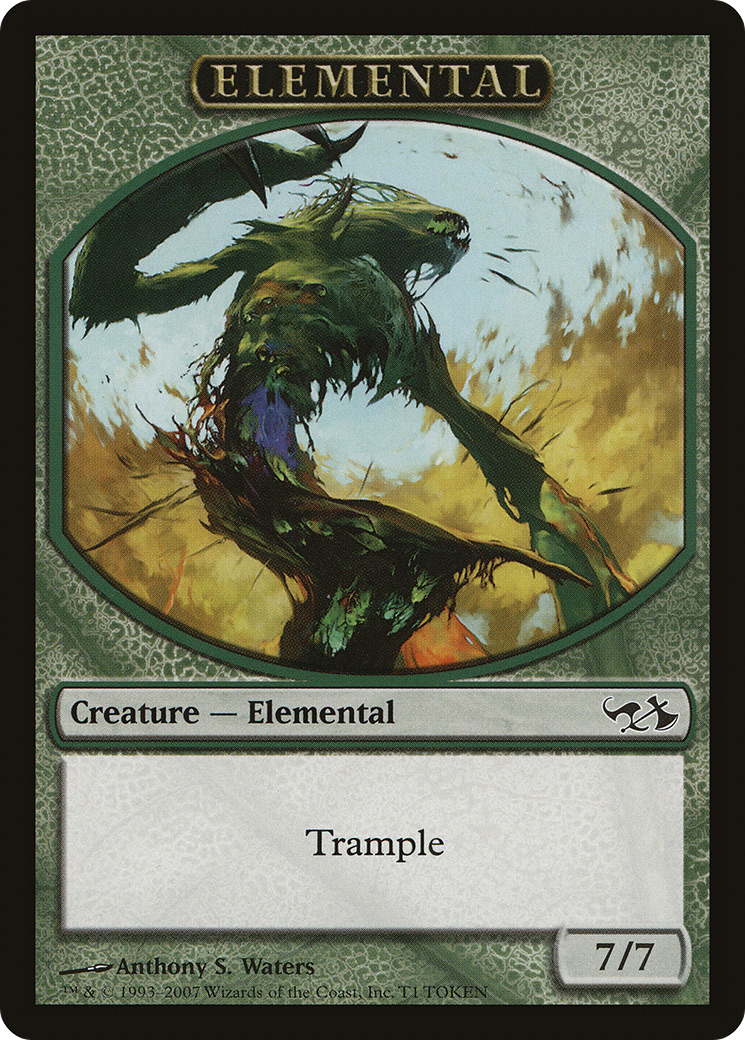 ELEMENTAL
Creature — Elemental
Trample
7/7
Anthony S. Waters
™ & © 1993–2007 Wizards of the Coast, Inc. T1 TOKEN